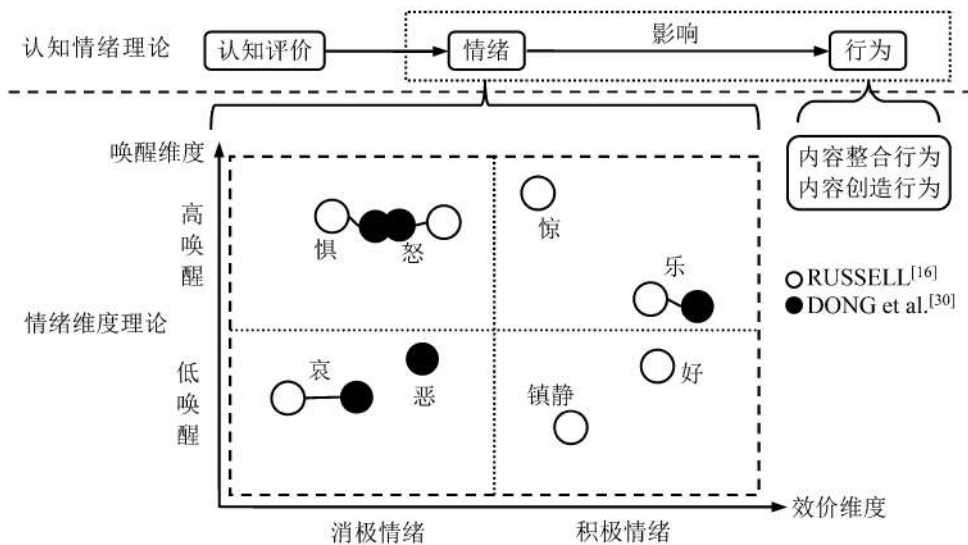 认知情绪理论
认知评价
情绪
影响
行为
唤醒维度
内容整合行为
内容创造行为
高唤醒
惧
怒
惊
乐
RUSSELL[16]
DONG et al.[30]
情绪维度理论
低唤醒
哀
恶
镇静
好
效价维度
消极情绪
积极情绪